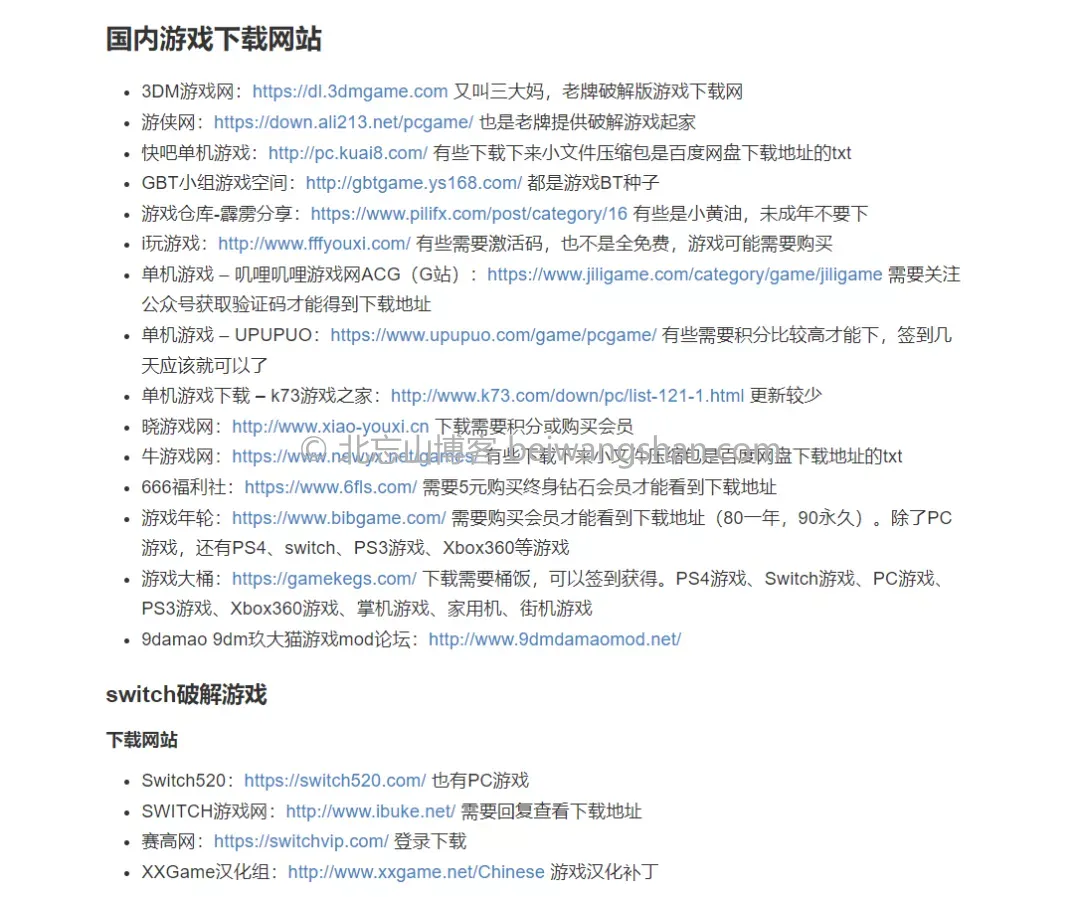 国内游戏下载网站
3DM游戏网：https://dl.3dmgame.com 又叫三大妈，老牌破解版游戏下载网
游侠网：https://down.ali213.net/pcgame/ 也是老牌提供破解游戏起家
快吧单机游戏：http://pc.kuai8.com/ 有些下载下来小文件压缩包是百度网盘下载地址的txt
GBT小组游戏空间：http://gbtgame.ys168.com/ 都是游戏BT种子
游戏仓库-霹雳分享：https://www.pilifx.com/post/category/16 有些是小黄油，未成年不要下
i玩游戏：http://www.fffyouxi.com/ 有些需要激活码，也不是全免费，游戏可能需要购买
单机游戏 – 叽哩叽哩游戏网ACG（G站）：https://www.jiligame.com/category/game/jiligame 需要关注
公众号获取验证码才能得到下载地址
单机游戏 – UPUPUO：https://www.upupuo.com/game/pcgame/ 有些需要积分比较高才能下，签到几
天应该就可以了
单机游戏下载 – k73游戏之家：http://www.k73.com/down/pc/list-121-1.html 更新较少
晓游戏网：http://www.xiao-youxi.cn 下载需要积分或购买会员
© 北忘山博客 beiwangshan.com
牛游戏网：https://www.newyx.net/games/ 有些下载下来小文件压缩包是百度网盘下载地址的txt
666福利社：https://www.6fls.com/ 需要5元购买终身钻石会员才能看到下载地址
游戏年轮：https://www.bibgame.com/ 需要购买会员才能看到下载地址（80一年，90永久）。除了PC
游戏，还有PS4、switch、PS3游戏、Xbox360等游戏
游戏大桶：https://gamekegs.com/ 下载需要桶饭，可以签到获得。PS4游戏、Switch游戏、PC游戏、
PS3游戏、Xbox360游戏、掌机游戏、家用机、街机游戏
9damao 9dm玖大猫游戏mod论坛：http://www.9dmdamaomod.net/
switch破解游戏
下载网站
Switch520：https://switch520.com/ 也有PC游戏
SWITCH游戏网：http://www.ibuke.net/ 需要回复查看下载地址
赛高网：https://switchvip.com/ 登录下载
XXGame汉化组：http://www.xxgame.net/Chinese 游戏汉化补丁